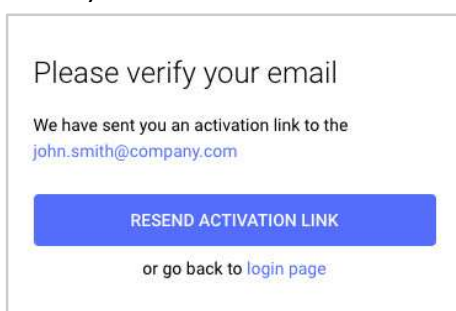 Please verify your email
We have sent you an activation link to the
john.smith@company.com
RESEND ACTIVATION LINK
or go back to login page